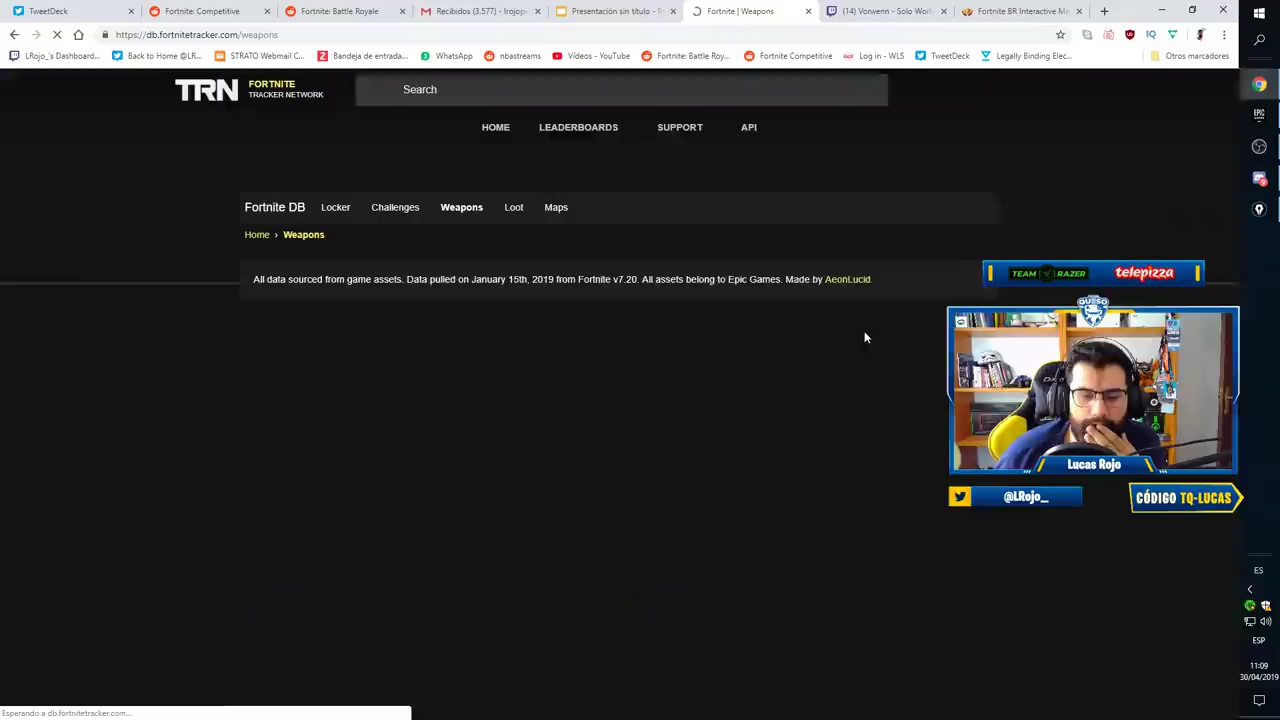 TweetDeck
Fortnite: Competitive
Fortnite: Battle Royale
Recibidos (3.577) - lrojop
Presentación sin título - P
Fortnite | Weapons
(14) Vorwenn - Solo World
Fortnite BR Interactive M
https://db.fortnitetracker.com/weapons
LRojo_'s Dashboard...
Back to Home @LR...
STRATO Webmail C...
Bandeja de entrada...
WhatsApp
nbastreams
Vídeos - YouTube
Fortnite: Battle Roy...
Fortnite Competitive
Log in - WLS
TweetDeck
Legally Binding Elec...
Otros marcadores
TRN
FORTNITE
TRACKER NETWORK
Search
HOME
LEADERBOARDS
SUPPORT
API
Fortnite DB
Locker
Challenges
Weapons
Loot
Maps
Home › Weapons
All data sourced from game assets. Data pulled on January 15th, 2019 from Fortnite v7.20. All assets belong to Epic Games. Made by AeonLucid.
TEAM RAZER
telepizza
QUESO
Lucas Rojo
@LRojo_
CÓDIGO TQ-LUCAS
EPIC
ES
ESP
11:09
30/04/2019
Esperando a db.fortnitetracker.com...